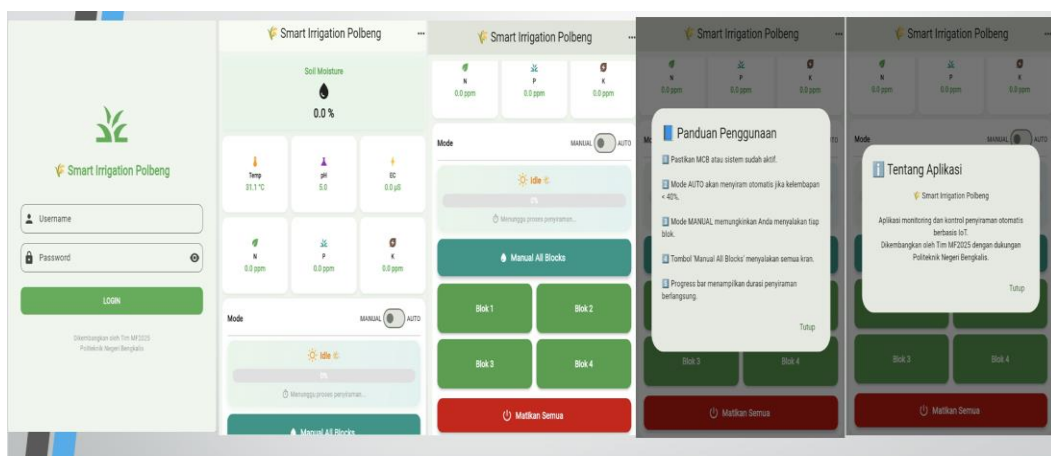 Smart Irrigation Polbeng
Username
Password
LOGIN
Dikembangkan oleh Tim MF2025
Politeknik Negeri Bengkalis
Smart Irrigation Polbeng
Soil Moisture
0.0 %
Temp
31.1 °C
pH
5.0
EC
0.0 µS
N
0.0 ppm
P
0.0 ppm
K
0.0 ppm
Mode
MANUAL
AUTO
Idle
0%
Menunggu proses penyiraman...
Manual All Blocks
Smart Irrigation Polbeng
N
0.0 ppm
P
0.0 ppm
K
0.0 ppm
Mode
MANUAL
AUTO
Idle
0%
Menunggu proses penyiraman...
Manual All Blocks
Blok 1
Blok 2
Blok 3
Blok 4
Matikan Semua
Smart Irrigation Polbeng
N
0.0 ppm
P
0.0 ppm
K
0.0 ppm
Panduan Penggunaan
1 Pastikan MCB atau sistem sudah aktif.
2 Mode AUTO akan menyiram otomatis jika kelembapan
< 40%.
3 Mode MANUAL memungkinkan Anda menyalakan tiap
blok.
4 Tombol 'Manual All Blocks' menyalakan semua kran.
5 Progress bar menampilkan durasi penyiraman
berlangsung.
Tutup
Blok 3
Blok 4
Matikan Semua
Smart Irrigation Polbeng
N
0.0 ppm
P
0.0 ppm
K
0.0 ppm
Mode
MANUAL
AUTO
Tentang Aplikasi
Smart Irrigation Polbeng
Aplikasi monitoring dan kontrol penyiraman otomatis
berbasis IoT.
Dikembangkan oleh Tim MF2025 dengan dukungan
Politeknik Negeri Bengkalis.
Tutup
Blok 3
Blok 4
Matikan Semua